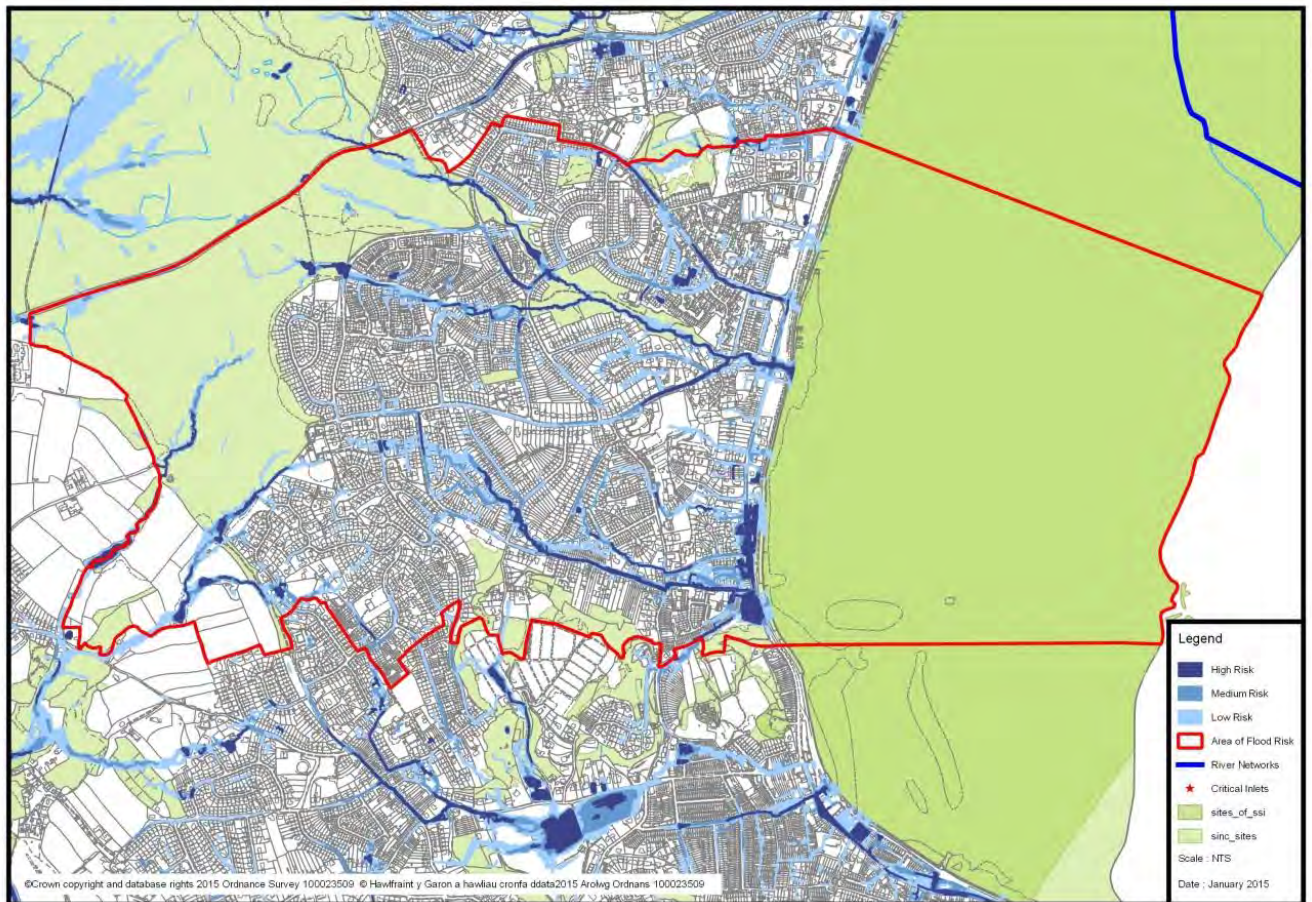 Legend
High Risk
Medium Risk
Low Risk
Area of Flood Risk
River Networks
Critical Inlets
sites_of_ssi
sinc_sites
Scale : NTS
Date : January 2015
©Crown copyright and database rights 2015 Ordnance Survey 100023509 © Hawlfraint y Garon a hawliau cronfa ddata2015 Arolwg Ordnans 100023509